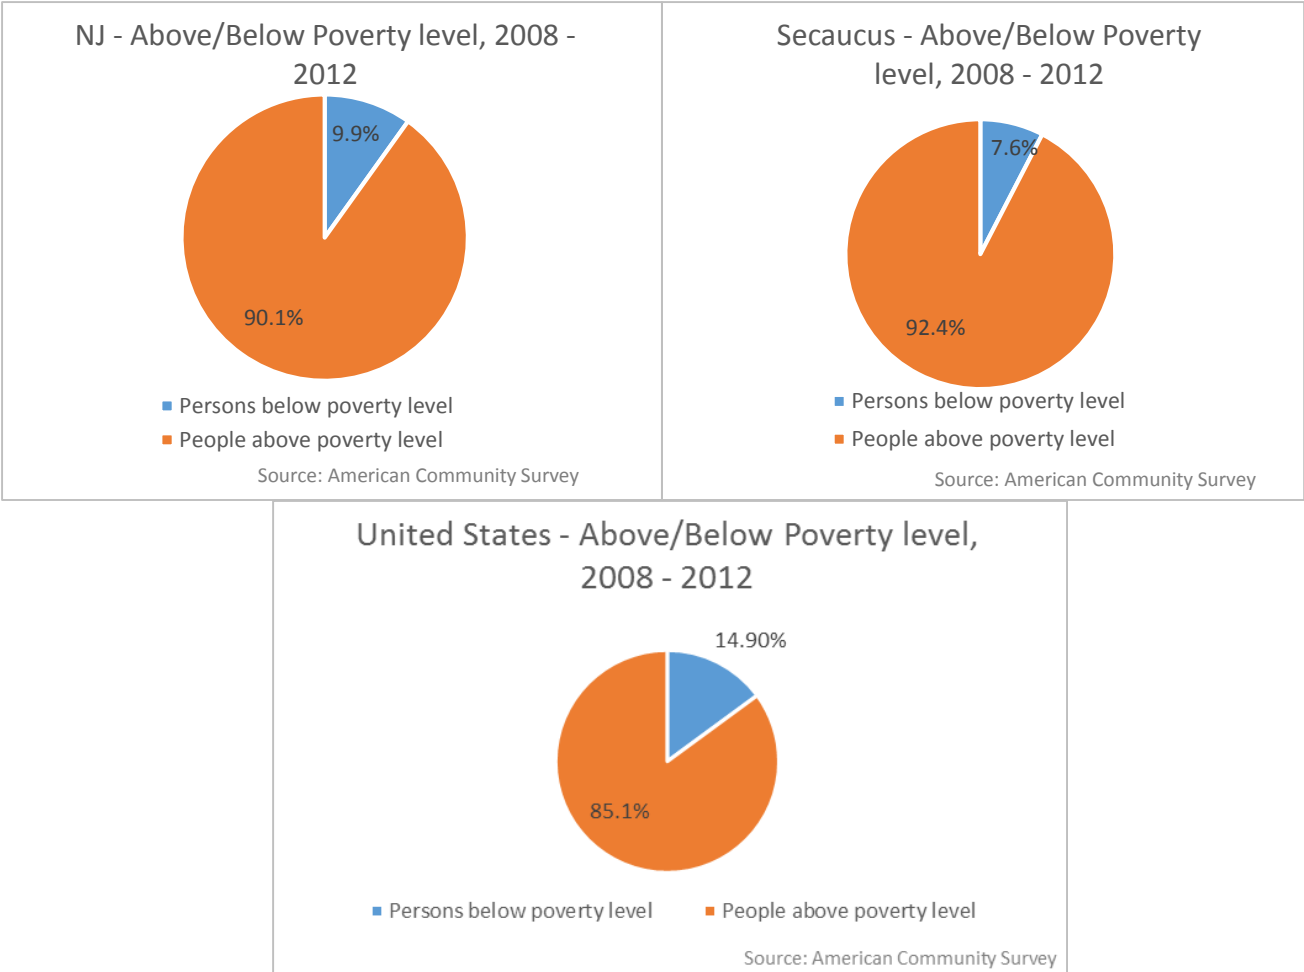 NJ - Above/Below Poverty level, 2008 -
2012
9.9%
90.1%
Persons below poverty level
People above poverty level
Source: American Community Survey
Secaucus - Above/Below Poverty
level, 2008 - 2012
7.6%
92.4%
Persons below poverty level
People above poverty level
Source: American Community Survey
United States - Above/Below Poverty level,
2008 - 2012
14.90%
85.1%
Persons below poverty level
People above poverty level
Source: American Community Survey